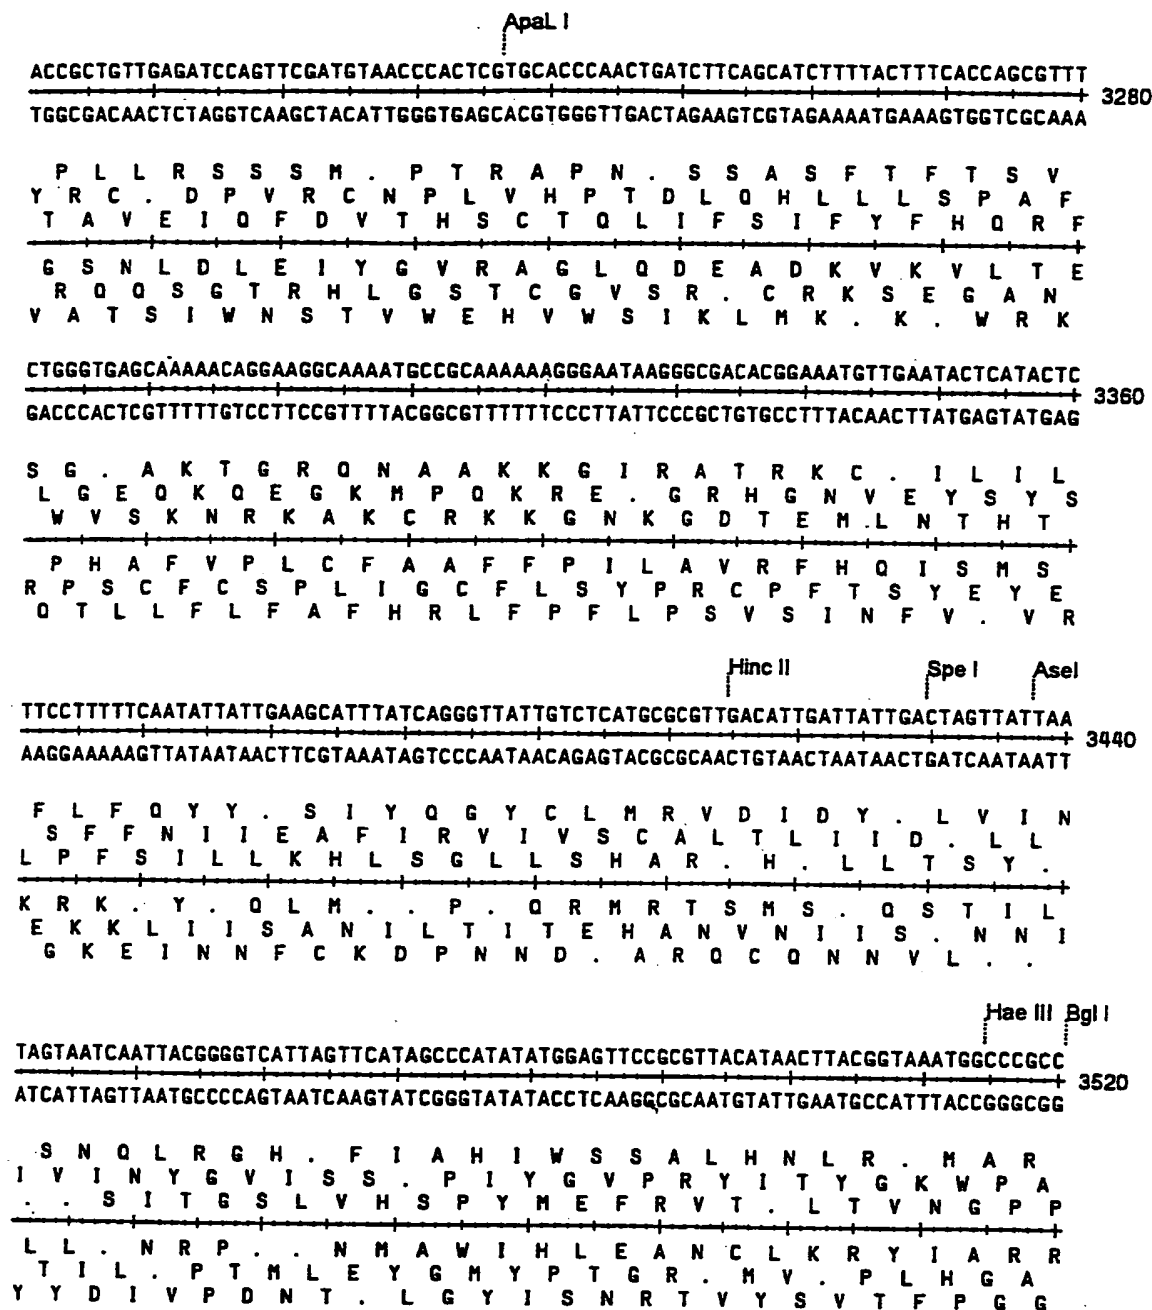 ApaL I
ACCGCTGTTGAGATCCAGTTCGATGTAACCCACTCGTGCACCCAACTGATCTTCAGCATCTTTTACTTTCACCAGCGTTT
3280
TGGCGACAACTCTAGGTCAAGCTACATTGGGTGAGCACGTGGGTTGACTAGAAGTCGTAGAAAATGAAAGTGGTCGCAAA
P L L R S S S M . P T R A P N . S S A S F T F T S V
Y R C . D P V R C N P L V H P T D L Q H L L L S P A F
T A V E I Q F D V T H S C T Q L I F S I F Y F H Q R F
G S N L D L E I Y G V R A G L Q D E A D K V K V L T E
R Q Q S G T R H L G S T C G V S R . C R K S E G A N
V A T S I W N S T V W E H V W S I K L M K . K . W R K
CTGGGTGAGCAAAAACAGGAAGGCAAAATGCCGCAAAAAAGGGAATAAGGGCGACACGGAAATGTTGAATACTCATACTC
3360
GACCCACTCGTTTTTGTCCTTCCGTTTTACGGCGTTTTTTCCCTTATTCCCGCTGTGCCTTTACAACTTATGAGTATGAG
S G . A K T G R Q N A A K K G I R A T R K C . I L I L
L G E Q K Q E G K M P Q K R E . G R H G N V E Y S Y S
W V S K N R K A K C R K K G N K G D T E M L N T H T
P H A F V P L C F A A F F P I L A V R F H Q I S M S
R P S C F C S P L I G C F L S Y P R C P F T S Y E Y E
Q T L L F L F A F H R L F P F L P S V S I N F V . V R
Hinc II Spe I AseI
TTCCTTTTTCAATATTATTGAAGCATTTATCAGGGTTATTGTCTCATGCGCGTTGACATTGATTATTGACTAGTTATTAA
3440
AAGGAAAAAGTTATAATAACTTCGTAAATAGTCCCAATAACAGAGTACGCGCAACTGTAACTAATAACTGATCAATAATT
F L F Q Y Y . S I Y Q G Y C L M R V D I D Y . L V I N
S F F N I I E A F I R V I V S C A L T L I I D . L L
L P F S I L L K H L S G L L S H A R . H . L L T S Y .
K R K . Y . Q L M . . P . Q R M R T S M S . Q S T I L
E K K L I I S A N I L T I T E H A N V N I I S . N N I
G K E I N N F C K D P N N D . A R Q C Q N N V L . .
Hae III Bgl I
TAGTAATCAATTACGGGGTCATTAGTTCATAGCCCATATATGGAGTTCCGCGTTACATAACTTACGGTAAATGGCCCGCC
3520
ATCATTAGTTAATGCCCCAGTAATCAAGTATCGGGTATATACCTCAAGGCGCAATGTATTGAATGCCATTTACCGGGCGG
S N Q L R G H . F I A H I W S S A L H N L R . M A R
I V I N Y G V I S S . P I Y G V P R Y I T Y G K W P A
. . S I T G S L V H S P Y M E F R V T . L T V N G P P
L L . N R P . . N M A W I H L E A N C L K R Y I A R R
T I L . P T M L E Y G M Y P T G R . M V . P L H G A
Y Y D I V P D N T . L G Y I S N R T V Y S V T F P G G